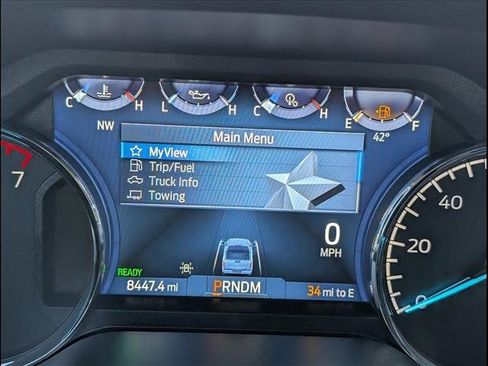 C H L H C H E F
NW 42°
Main Menu
MyView
Trip/Fuel
Truck Info
Towing
7
40
20
0
0
MPH
READY
8447.4 mi PRNDM 34 mi to E